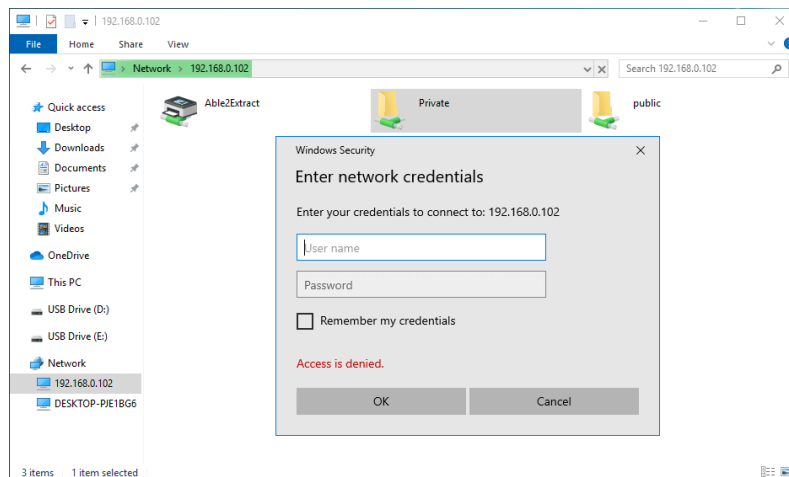 192.168.0.102
File Home Share View
Network > 192.168.0.102
Search 192.168.0.102
Quick access
Desktop
Downloads
Documents
Pictures
Music
Videos
OneDrive
This PC
USB Drive (D:)
USB Drive (E:)
Network
192.168.0.102
DESKTOP-PJE1BG6
Able2Extract
Private
public
Windows Security
Enter network credentials
Enter your credentials to connect to: 192.168.0.102
User name
Password
Remember my credentials
Access is denied.
OK Cancel
3 items 1 item selected